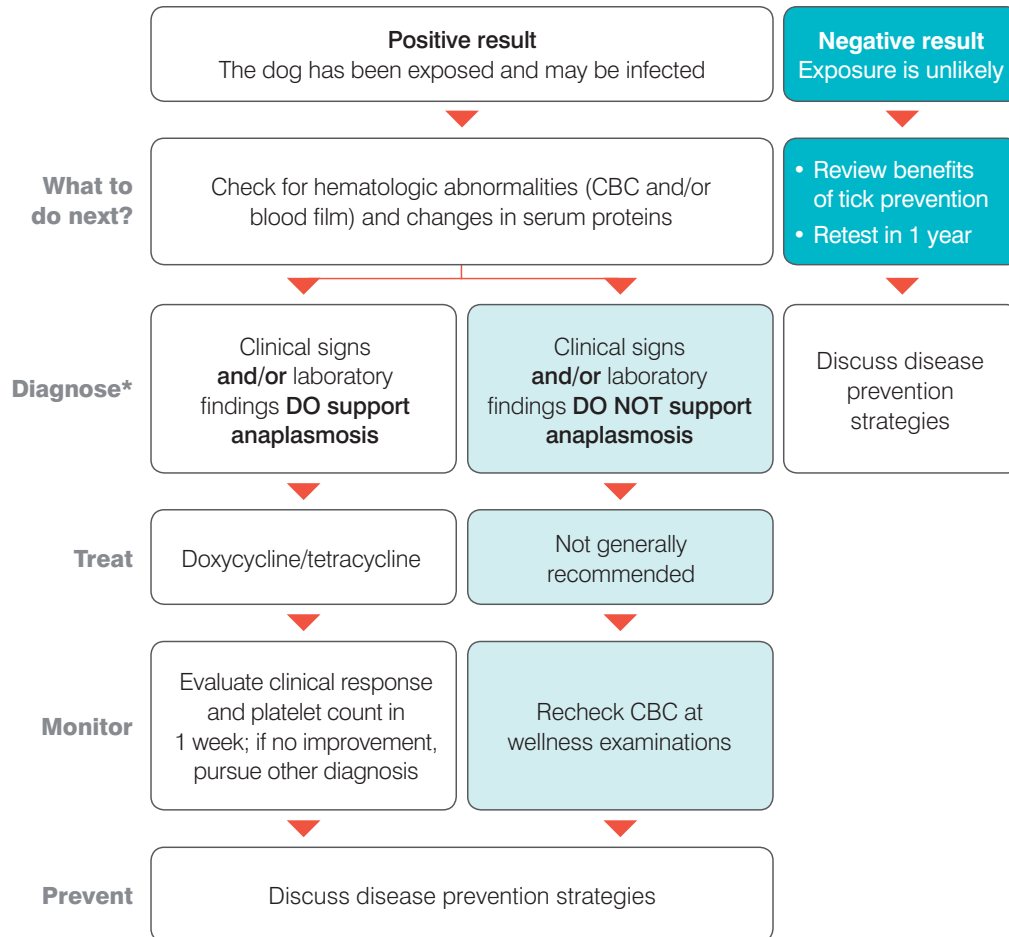 Positive result
The dog has been exposed and may be infected
Negative result
Exposure is unlikely
What to
do next?
Check for hematologic abnormalities (CBC and/or
blood film) and changes in serum proteins
• Review benefits
of tick prevention
• Retest in 1 year
Diagnose*
Clinical signs
and/or laboratory
findings DO support
anaplasmosis
Clinical signs
and/or laboratory
findings DO NOT support
anaplasmosis
Discuss disease
prevention
strategies
Treat
Doxycycline/tetracycline
Not generally
recommended
Monitor
Evaluate clinical response
and platelet count in
1 week; if no improvement,
pursue other diagnosis
Recheck CBC at
wellness examinations
Prevent
Discuss disease prevention strategies